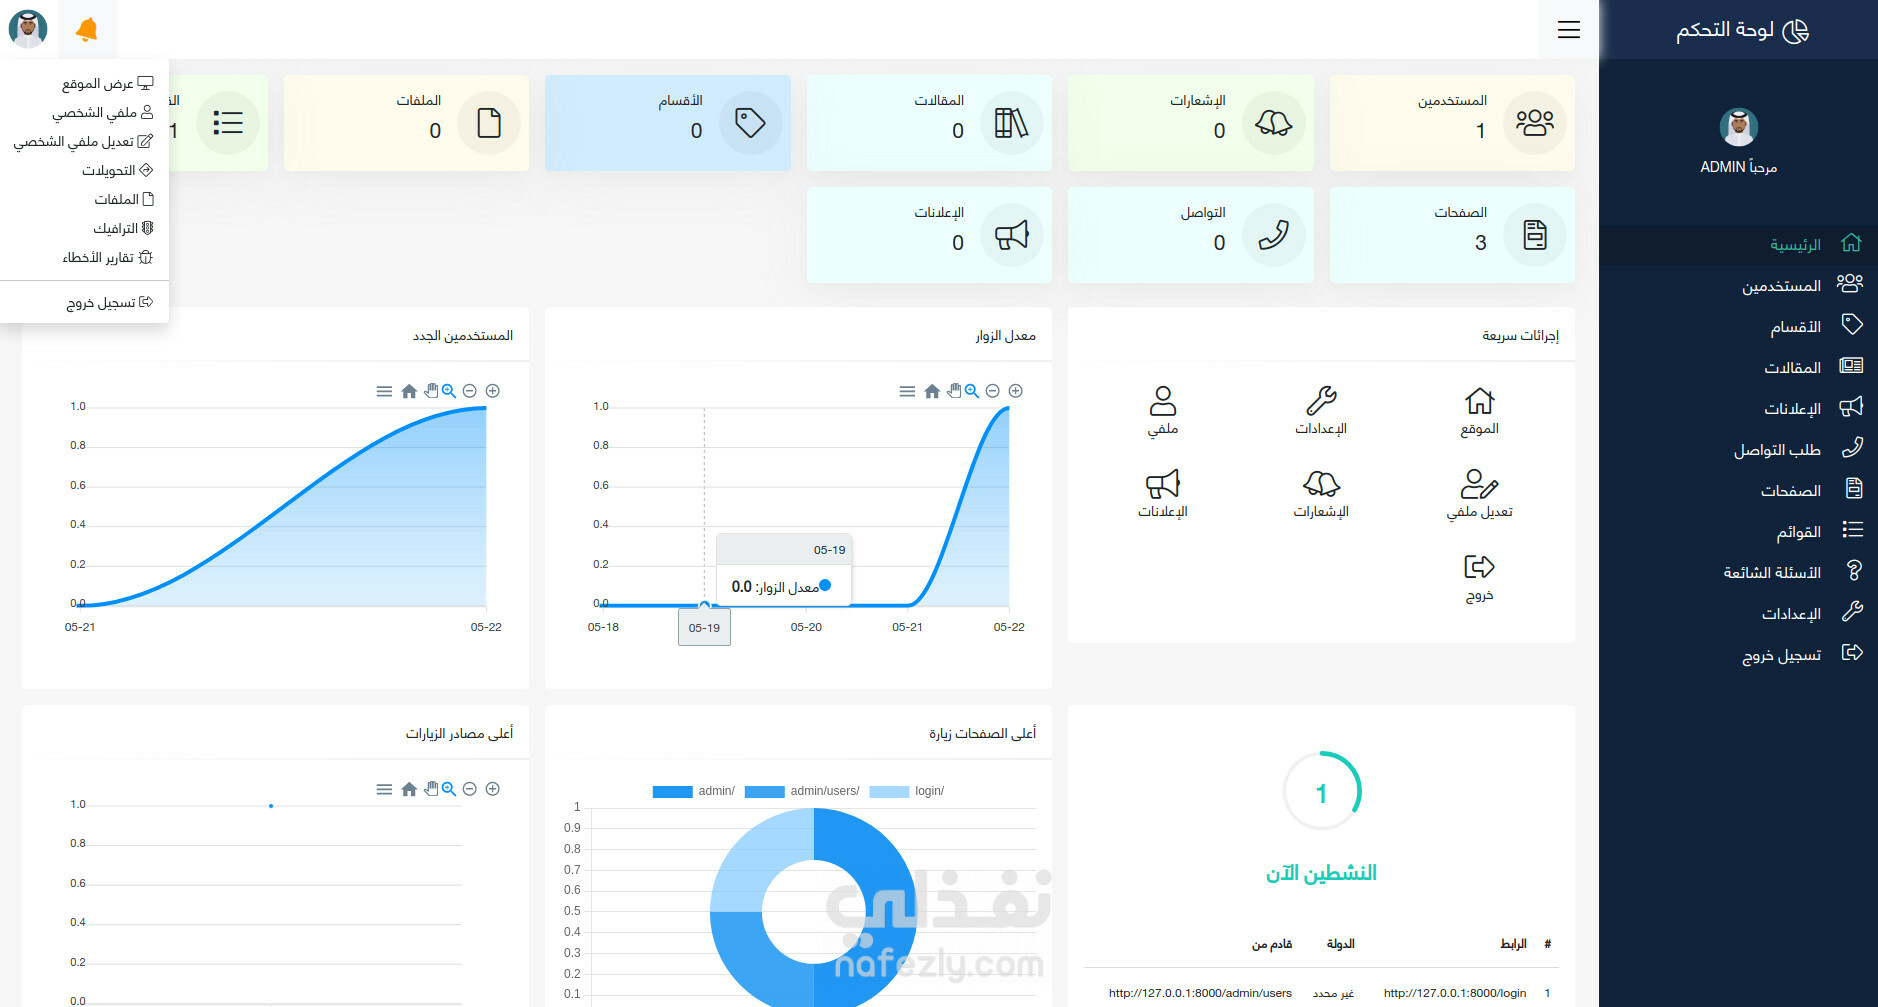 لوحة التحكم
مرحباً ADMIN
الرئيسية
المستخدمين
الأقسام
المقالات
الإعلانات
طلب التواصل
الصفحات
القوائم
الأسئلة الشائعة
الإعدادات
تسجيل خروج
عرض الموقع
ملفي الشخصي
تعديل ملفي الشخصي
التحويلات
الملفات
الترافيك
تقارير الأخطاء
تسجيل خروج
المستخدمين
1
الإشعارات
0
المقالات
0
الأقسام
0
الملفات
0
1
الصفحات
3
التواصل
0
الإعلانات
0
إجرائات سريعة
الموقع
الإعدادات
ملفي
تعديل ملفي
الإشعارات
الإعلانات
خروج
معدل الزوار
1.0
0.8
0.6
0.4
0.2
0.0
05-19
معدل الزوار: 0.0
05-18
05-19
05-20
05-21
05-22
المستخدمين الجدد
1.0
0.8
0.6
0.4
0.2
0.0
05-21
05-22
النشطين الآن
1
# الرابط الدولة قادم من
1 http://127.0.0.1:8000/login غير محدد http://127.0.0.1:8000/admin/users
أعلى الصفحات زيارة
admin/ admin/users/ login/
1
0.9
0.8
0.7
0.6
0.5
0.4
0.3
0.2
0.1
أعلى مصادر الزيارات
1.0
0.8
0.6
0.4
0.2
0.0
نفذلي
nafezly.com